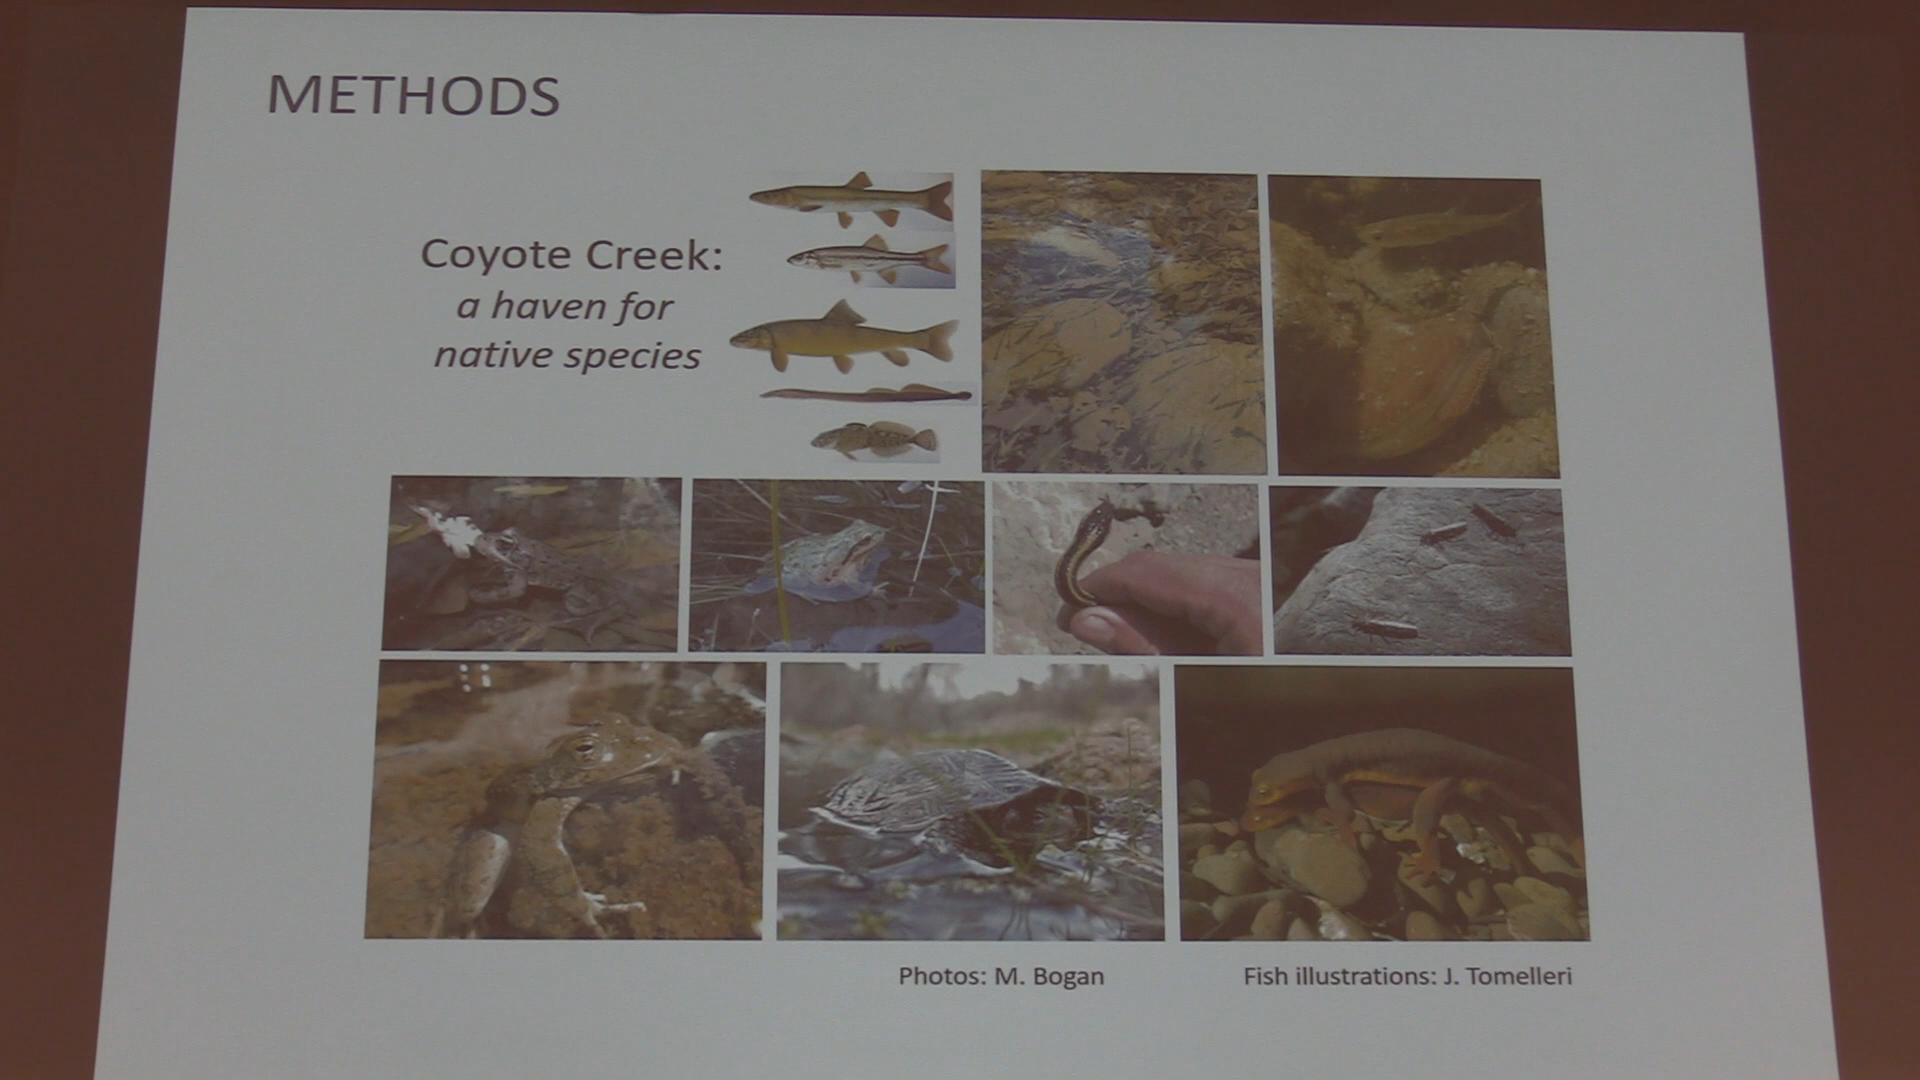 METHODS
Coyote Creek:
a haven for
native species
Photos: M. Bogan
Fish illustrations: J. Tomelleri